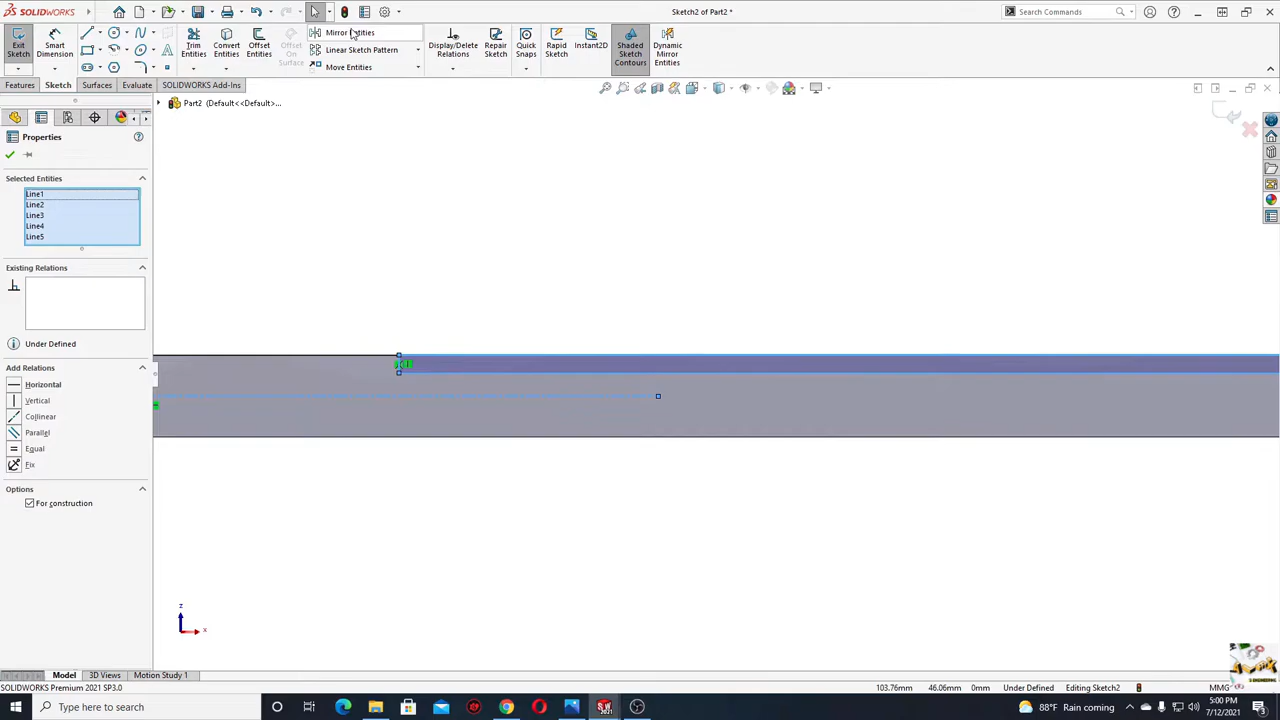 SOLIDWORKS
Sketch2 of Part2 *
Search Commands
Exit Sketch
Smart Dimension
Trim Entities
Convert Entities
Offset Entities
Offset On Surface
Mirror Entities
Linear Sketch Pattern
Move Entities
Display/Delete Relations
Repair Sketch
Quick Snaps
Rapid Sketch
Instant2D
Shaded Sketch Contours
Dynamic Mirror Entities
Features
Sketch
Surfaces
Evaluate
SOLIDWORKS Add-Ins
Part2 (Default<<Default>...
Properties
Selected Entities
Line1
Line2
Line3
Line4
Line5
Existing Relations
Under Defined
Add Relations
Horizontal
Vertical
Collinear
Parallel
Equal
Fix
Options
For construction
z
x
Model
3D Views
Motion Study 1
SOLIDWORKS Premium 2021 SP3.0
103.76mm
46.06mm
0mm
Under Defined
Editing Sketch2
MMG
Type here to search
88°F Raining coming
5:00 PM
7/12/2021